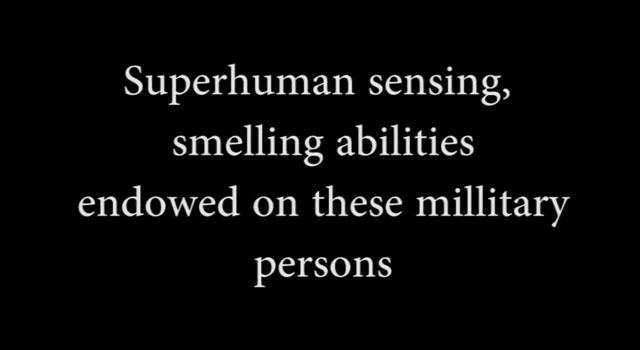 Superhuman sensing,
smelling abilities
endowed on these millitary
persons